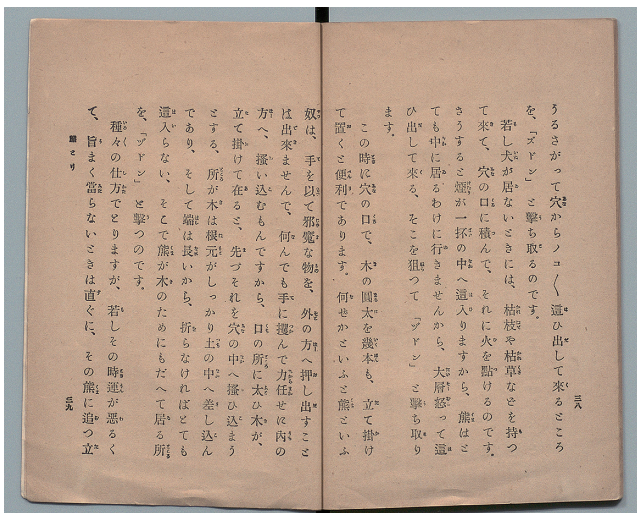 うるさがって穴からノコ〳〵這ひ出して來るところ
を、「ズドン」と擊ち取るのです。
若し犬が居ないときには、枯枝や枯草などを持つ
て來て、穴の口に積んで、それに火を點けるのです。
さうすると煙が一杯の中へ這入りますから、熊はと
ても中に居るわけに行きませんから、大層怒って這
ひ出して來る、そこを狙つて「ヅドン」と擊ち取り
ます。
この時に穴の口で、木の圓太を幾本も、立て掛け
て置くと便利であります。何せかといふと熊といふ
三八
奴は、手を以て邪魔な物を、外の方へ押し出すこと
は出來ませんで、何んでも手に攫んで力任せに內の
方へ、搔い込むもんですから、口の所に太ひ木が、
立て掛けて在ると、先づそれを穴の中へ搔ひ込まう
とする、所が木は根元がしっかり土の中へ差し込ん
であり、そして端は長いから、折らなければとても
這入らない、そこで熊が木のためにもだへて居る所
を、「ヅドン」と擊つのです。
種々の仕方でとりますが、若しその時運が惡るく
て、旨まく當らないときは直ぐに、その熊に追つ立
熊とり
三九